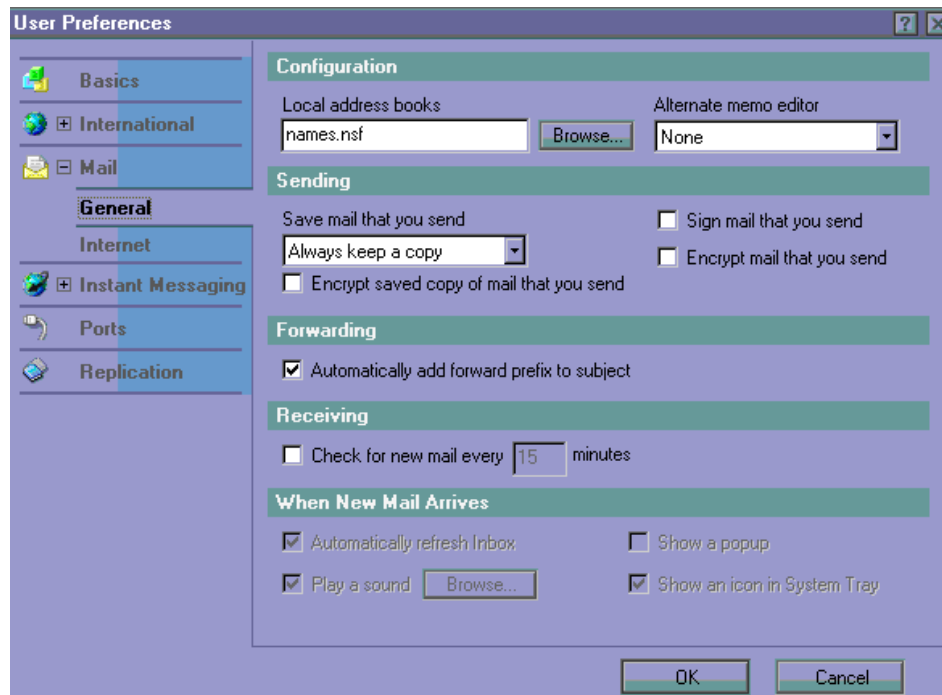 User Preferences
Basics
International
Mail
General
Internet
Instant Messaging
Ports
Replication
Configuration
Local address books
names.nsf
Browse...
Alternate memo editor
None
Sending
Save mail that you send
Always keep a copy
Encrypt saved copy of mail that you send
Sign mail that you send
Encrypt mail that you send
Forwarding
Automatically add forward prefix to subject
Receiving
Check for new mail every 15 minutes
When New Mail Arrives
Automatically refresh Inbox
Show a popup
Play a sound Browse...
Show an icon in System Tray
OK
Cancel